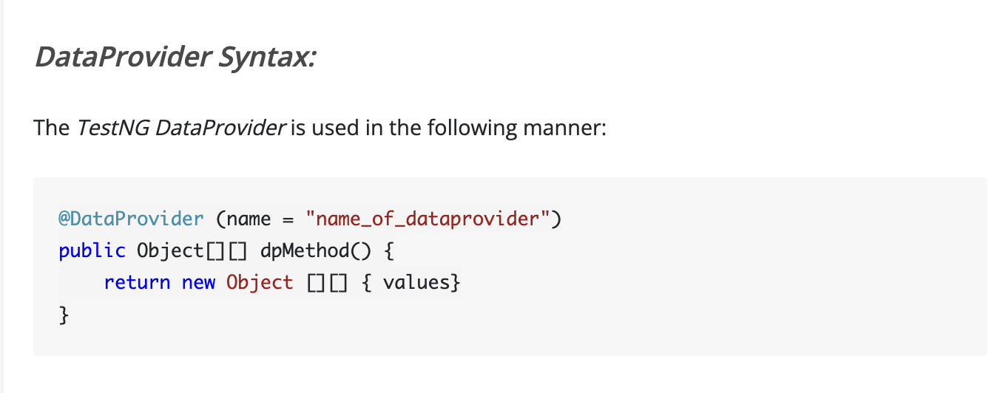 DataProvider Syntax:
The TestNG DataProvider is used in the following manner:
@DataProvider (name = "name_of_dataprovider")
public Object[][] dpMethod() {
    return new Object [][] { values}
}